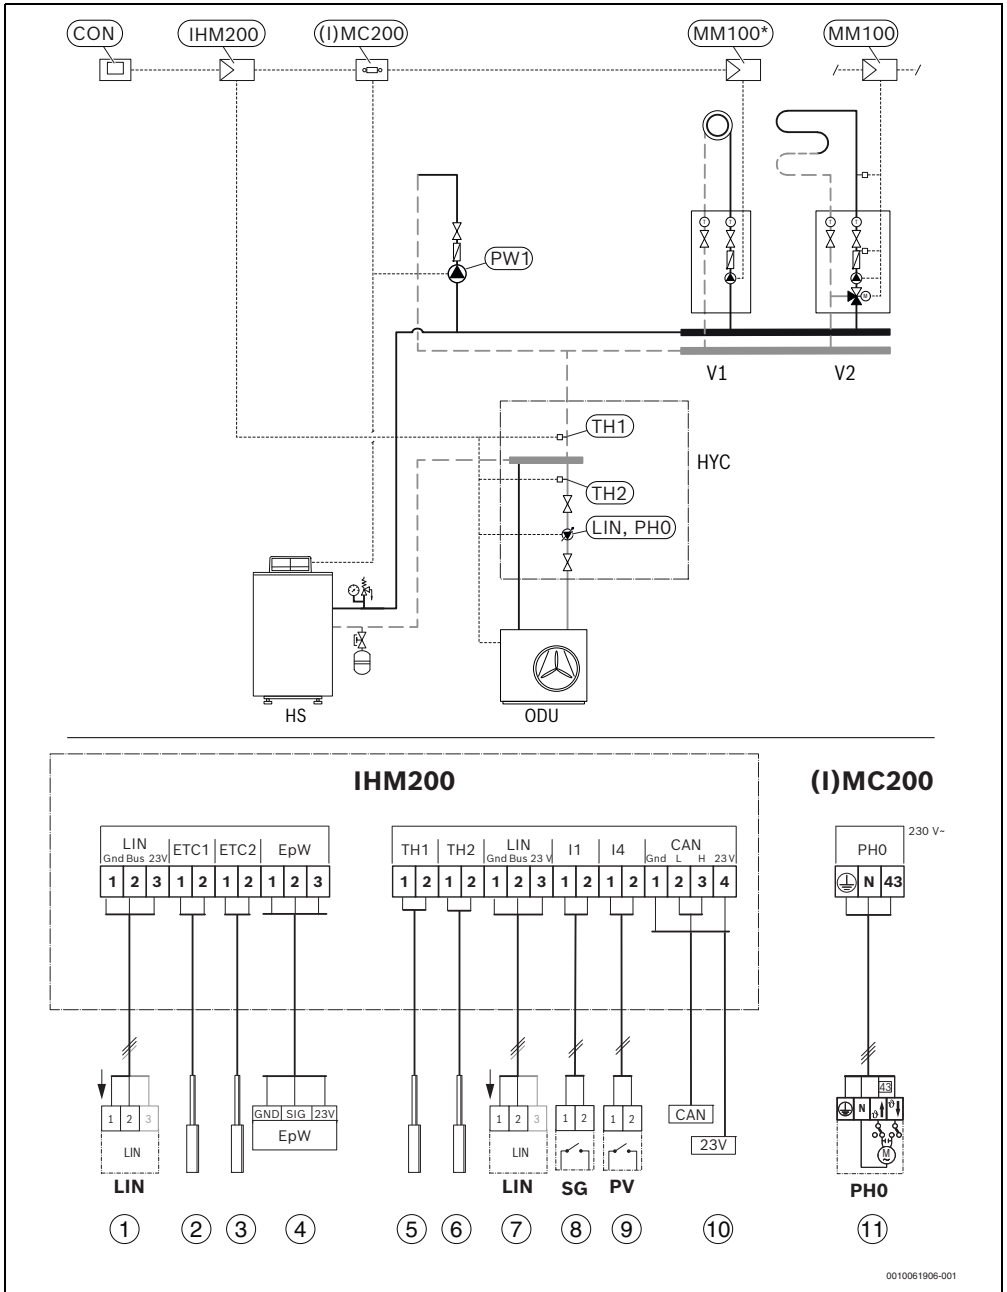 CON IHM200 (I)MC200 MM100* MM100
T T T T
PW1
M
V1 V2
TH1
HYC
TH2
LIN, PH0
HS ODU
IHM200 (I)MC200
230 V~
LIN ETC1 ETC2 EpW TH1 TH2 LIN I1 I4 CAN PH0
Gnd Bus 23V Gnd Bus 23 V Gnd L H 23 V
1 2 3 1 2 1 2 1 2 3 1 2 1 2 1 2 3 1 2 1 2 1 2 3 4 N 43
43
1 2 3 GND SIG 23V 1 2 3 1 2 1 2 CAN N
LIN EpW LIN 23V M
LIN LIN SG PV PH0
1 2 3 4 5 6 7 8 9 10 11
0010061906-001